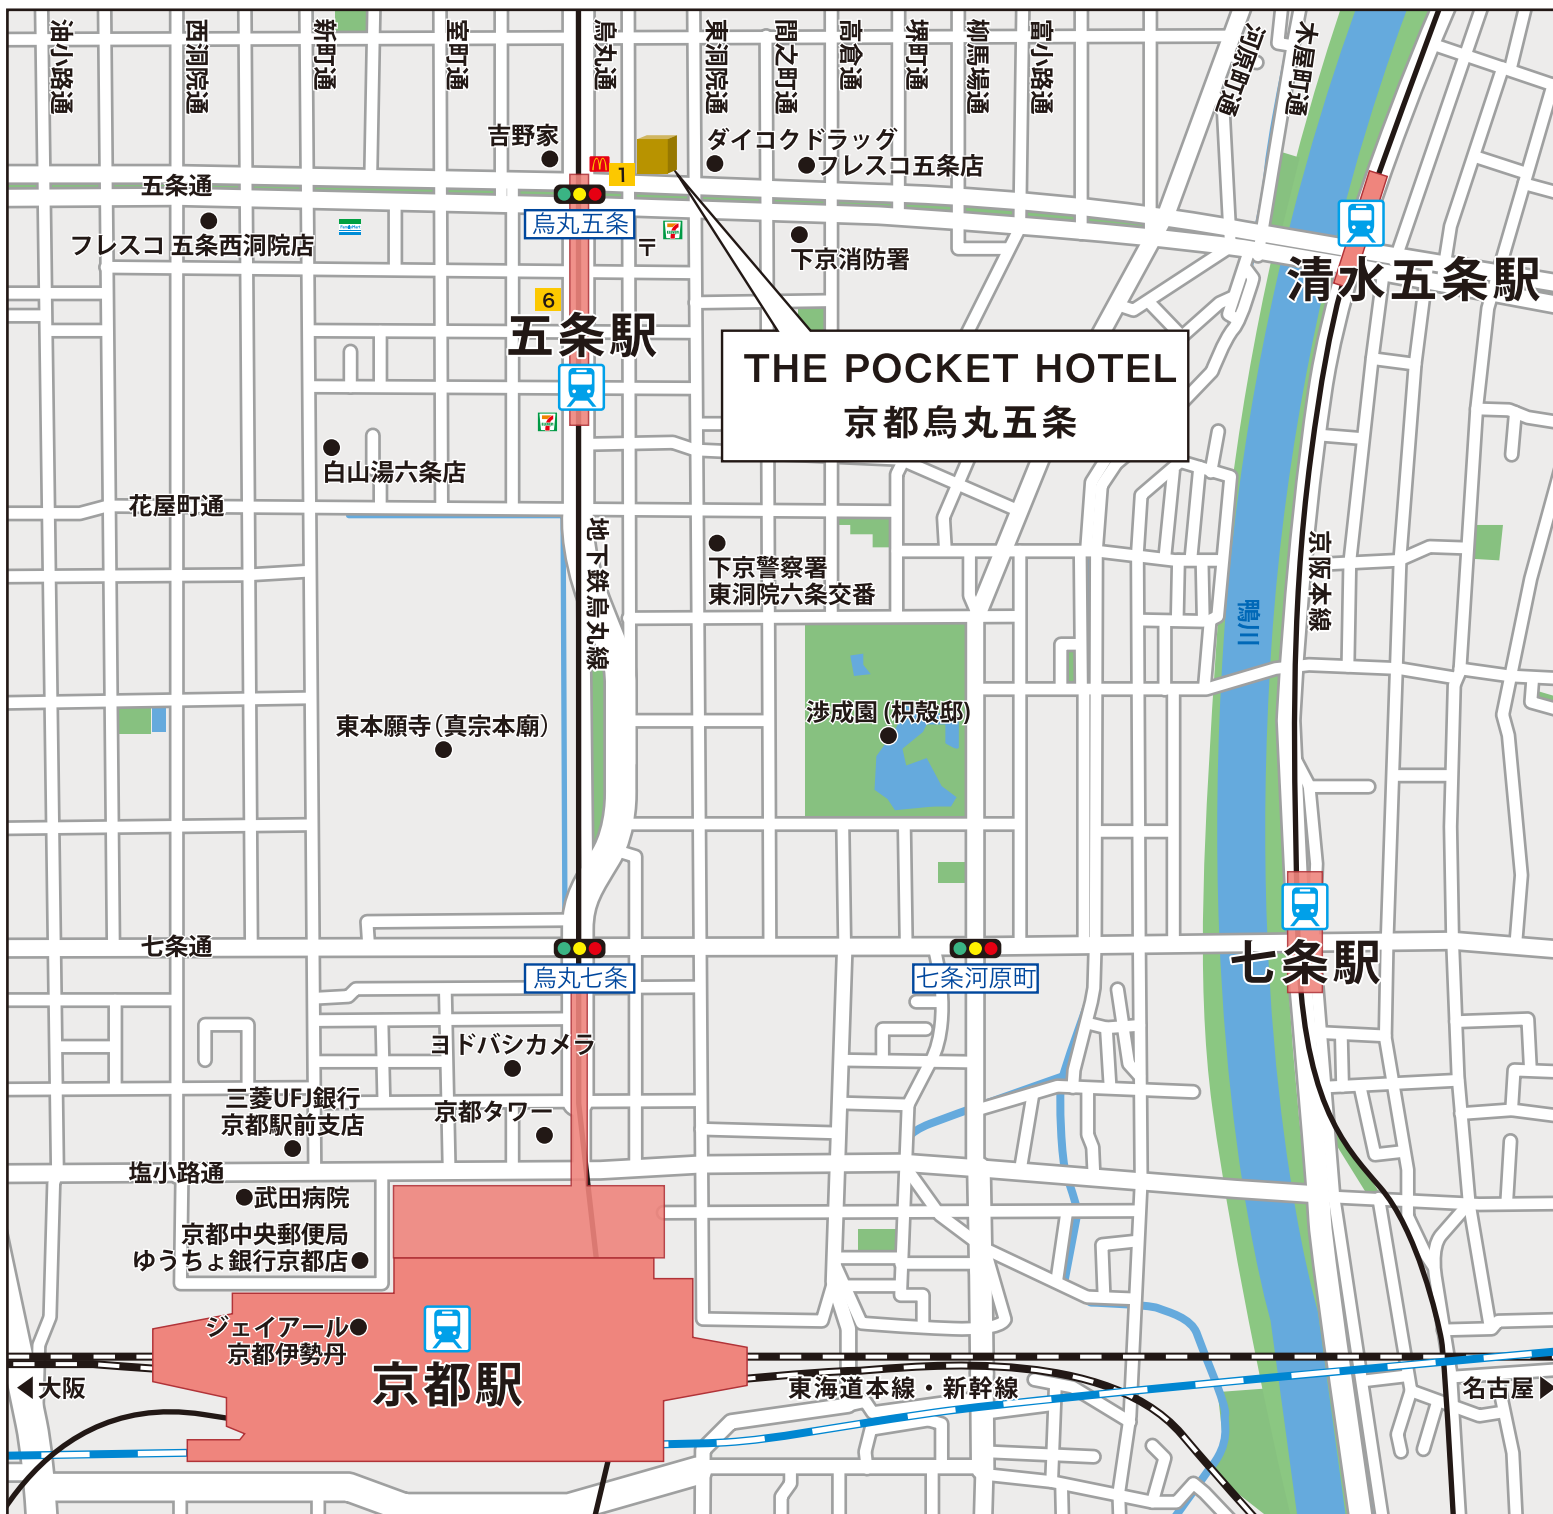 油小路通
西洞院通
新町通
室町通
烏丸通
東洞院通
間之町通
高倉通
堺町通
柳馬場通
富小路通
河原町通
木屋町通
吉野家
ダイコクドラッグ
フレスコ五条店
1
五条通
烏丸五条
フレスコ 五条西洞院店
FamilyMart
〒
下京消防署
清水五条駅
6
五条駅
THE POCKET HOTEL
京都烏丸五条
白山湯六条店
花屋町通
地下鉄烏丸線
下京警察署
東洞院六条交番
京阪本線
鴨川
東本願寺（真宗本廟）
渉成園 (枳殻邸)
七条通
烏丸七条
七条河原町
七条駅
ヨドバシカメラ
三菱UFJ銀行
京都駅前支店
京都タワー
塩小路通
武田病院
京都中央郵便局
ゆうちょ銀行京都店
ジェイアール
京都伊勢丹
京都駅
大阪
東海道本線・新幹線
名古屋